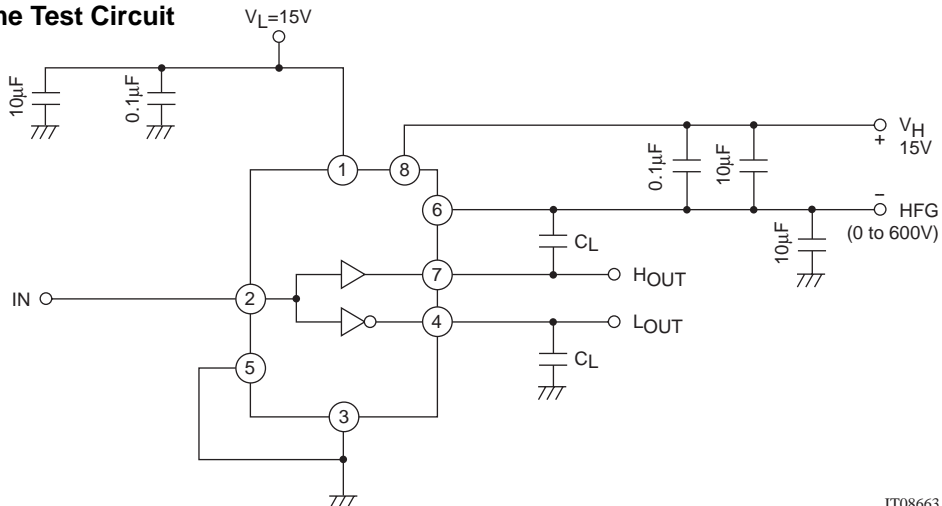 ne Test Circuit
VL=15V
10µF
0.1µF
1
8
VH
+
15V
0.1µF
10µF
6
−
HFG
(0 to 600V)
CL
10µF
7
HOUT
IN
2
4
LOUT
5
CL
3
IT08663